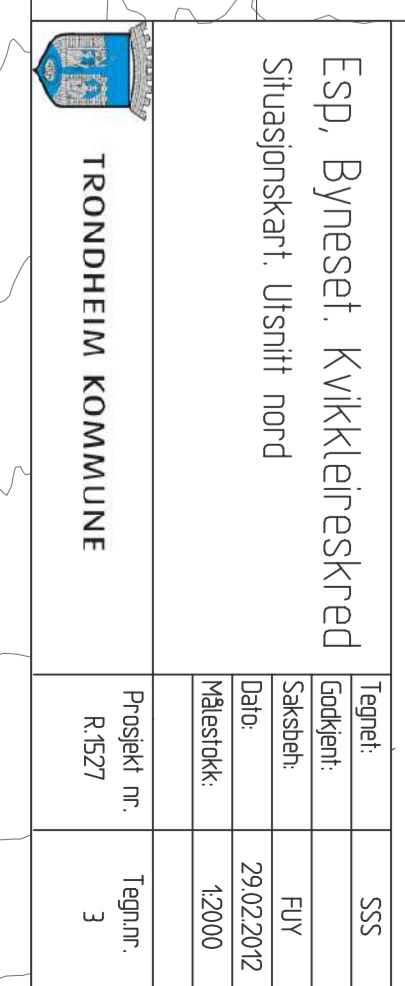 Esp, Byneset. Kvikkleireskred
Situasjonskart. Utsnitt nord
Tegnet: SSS
Godkjent:
Saksbeh: FUY
Dato: 29.02.2012
Målestokk: 1:2000
TRONDHEIM KOMMUNE
Prosjekt nr. Tegn.nr.
R.1527 3